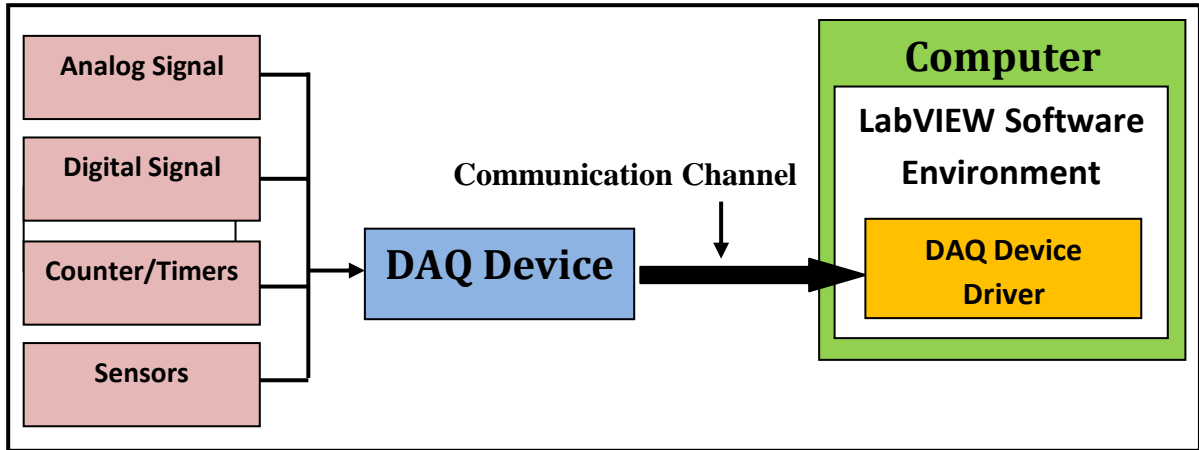 Analog Signal
Digital Signal
Counter/Timers
Sensors
DAQ Device
Communication Channel
Computer
LabVIEW Software
Environment
DAQ Device
Driver